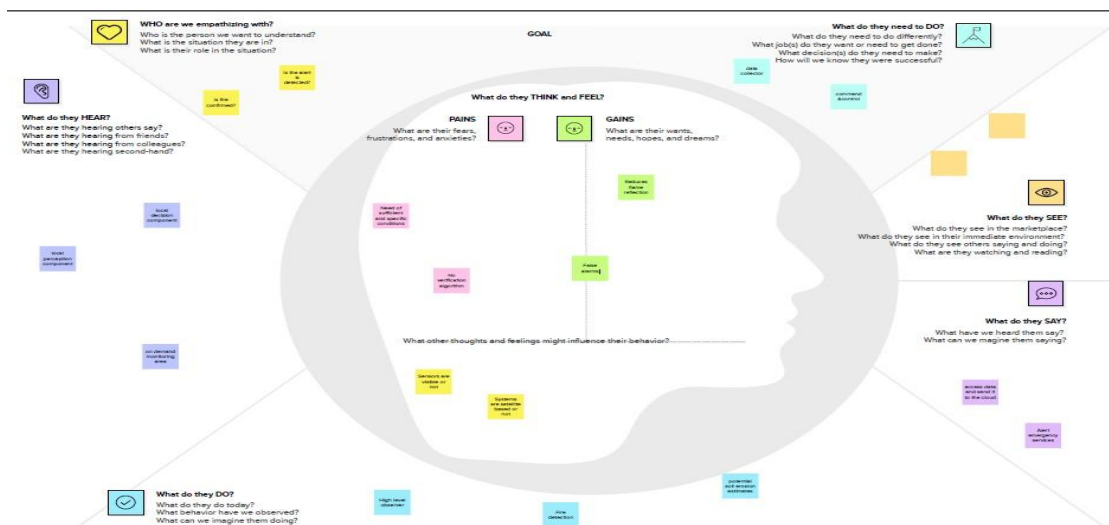 WHO are we empathizing with?
Who is the person we want to understand?
What is the situation they are in?
What is their role in the situation?
Is the alert
is
detected?
Is the
confirmed?
GOAL
What do they need to DO?
What do they need to do differently?
What job(s) do they want or need to get done?
What decision(s) do they need to make?
How will we know they were successful?
data
collector
command
&control
What do they HEAR?
What are they hearing others say?
What are they hearing from friends?
What are they hearing from colleagues?
What are they hearing second-hand?
local
decision
component
local
perception
component
on demand
monitoring
area
What do they THINK and FEEL?
PAINS
What are their fears,
frustrations, and anxieties?
Need of
sufficient
and specific
conditions
No
verification
algorithm
GAINS
What are their wants,
needs, hopes, and dreams?
Reduces
reflection
False
alarms
What other thoughts and feelings might influence their behavior?
Sensors are
visible or
not
Systems
are satellite
based or
not
What do they SEE?
What do they see in the marketplace?
What do they see in their immediate environment?
What do they see others saying and doing?
What are they watching and reading?
What do they SAY?
What have we heard them say?
What can we magine them saying?
access data
and send it
to the cloud
Alert
emergency
services
What do they DO?
What do they do today?
What behavior have we observed?
What can we imagine them doing?
High level
observer
Fire
detection
potential
soil erosion
estimates